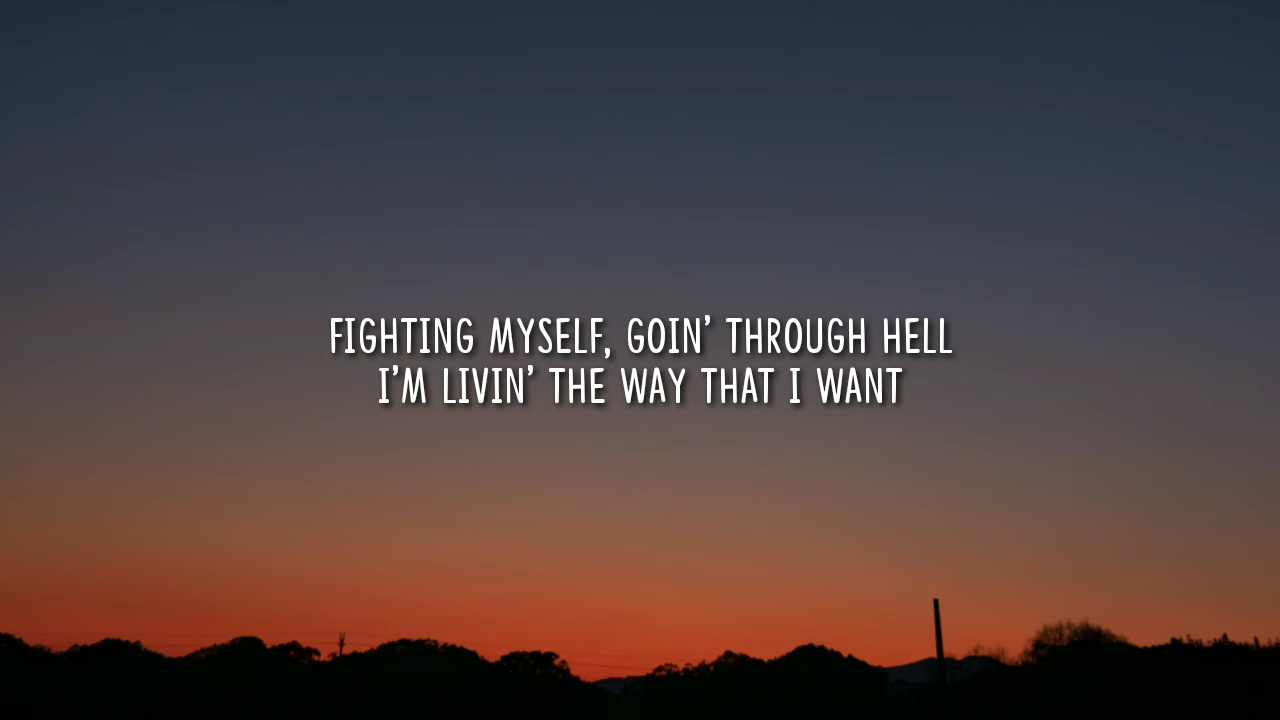 FIGHTING MYSELF, GOIN’ THROUGH HELL
I’M LIVIN’ THE WAY THAT I WANT